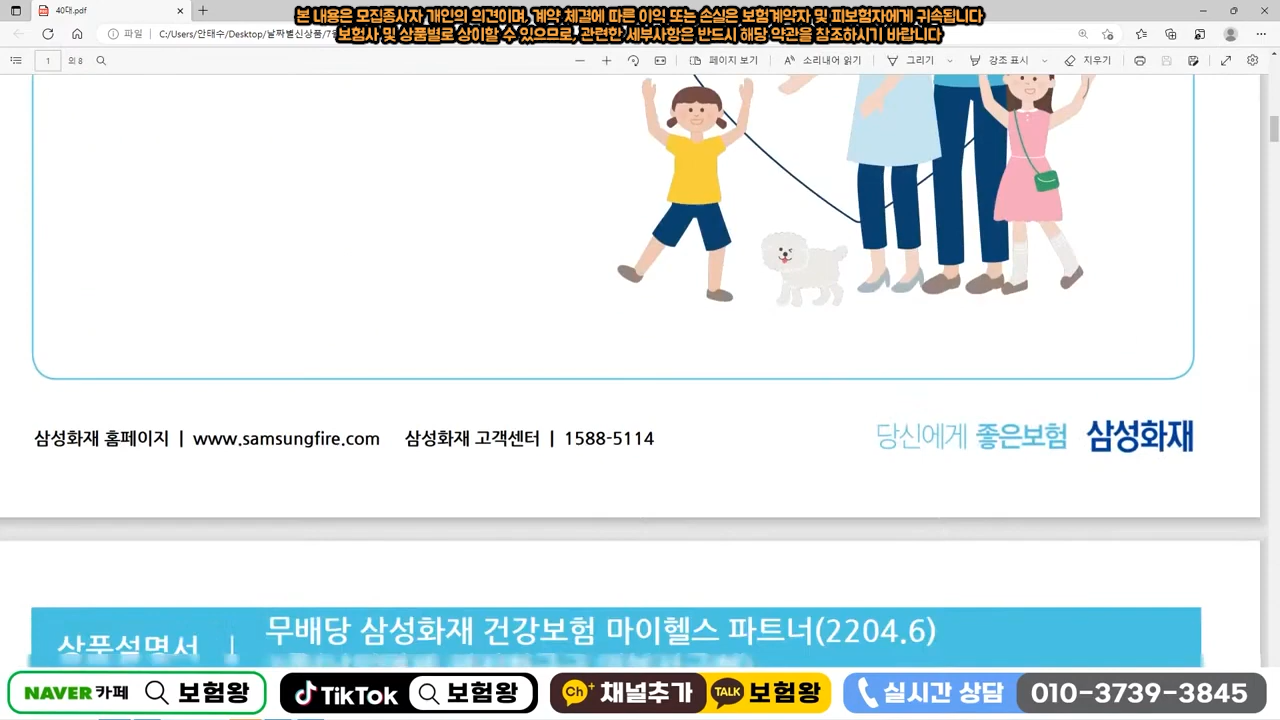 40대.pdf
본 내용은 모집종사자 개인의 의견이며, 계약 체결에 따른 이익 또는 손실은 보험계약자 및 피보험자에게 귀속됩니다
보험사 및 상품별로 상이할 수 있으므로, 관련한 세부사항은 반드시 해당 약관을 참조하시기 바랍니다
파일 C:/Users/안태수/Desktop/날짜별신상품/7월
1 의 8 페이지 보기 소리내어 읽기 그리기 강조 표시 지우기
삼성화재 홈페이지 | www.samsungfire.com 삼성화재 고객센터 | 1588-5114 당신에게 좋은보험 삼성화재
상품설명서 | 무배당 삼성화재 건강보험 마이헬스 파트너(2204.6)
NAVER 카페 보험왕 TikTok 보험왕 Ch+ 채널추가 TALK 보험왕 실시간 상담 010-3739-3845